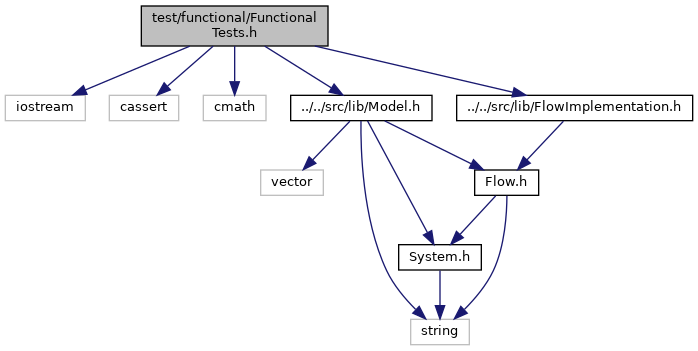 test/functional/Functional
Tests.h
iostream
cassert
cmath
../../src/lib/Model.h
../../src/lib/FlowImplementation.h
vector
Flow.h
System.h
string